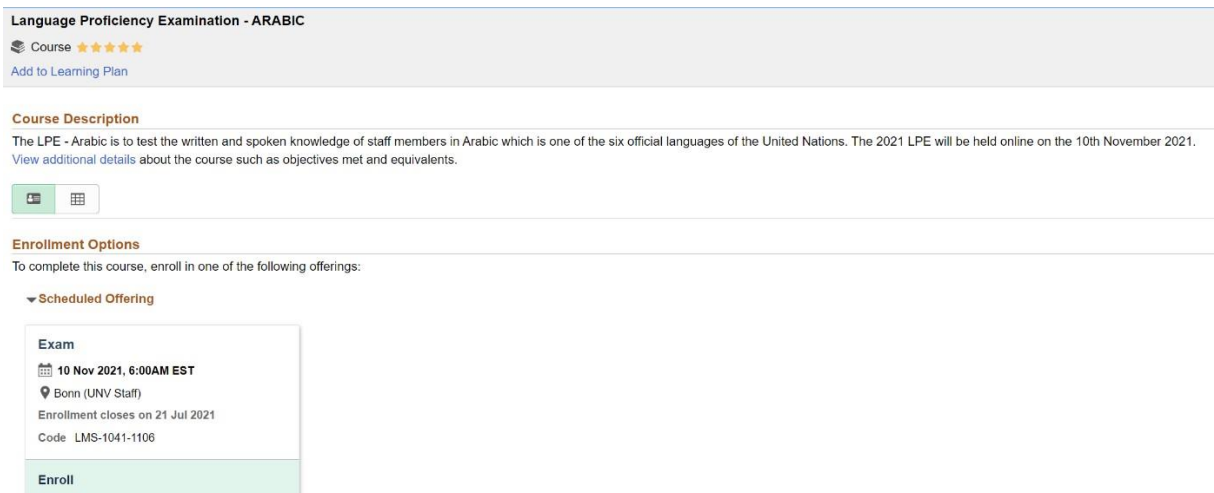 Language Proficiency Examination - ARABIC
Course
Add to Learning Plan
Course Description
The LPE - Arabic is to test the written and spoken knowledge of staff members in Arabic which is one of the six official languages of the United Nations. The 2021 LPE will be held online on the 10th November 2021.
View additional details about the course such as objectives met and equivalents.
Enrollment Options
To complete this course, enroll in one of the following offerings:
Scheduled Offering
Exam
10 Nov 2021, 6:00AM EST
Bonn (UNV Staff)
Enrollment closes on 21 Jul 2021
Code LMS-1041-1106
Enroll